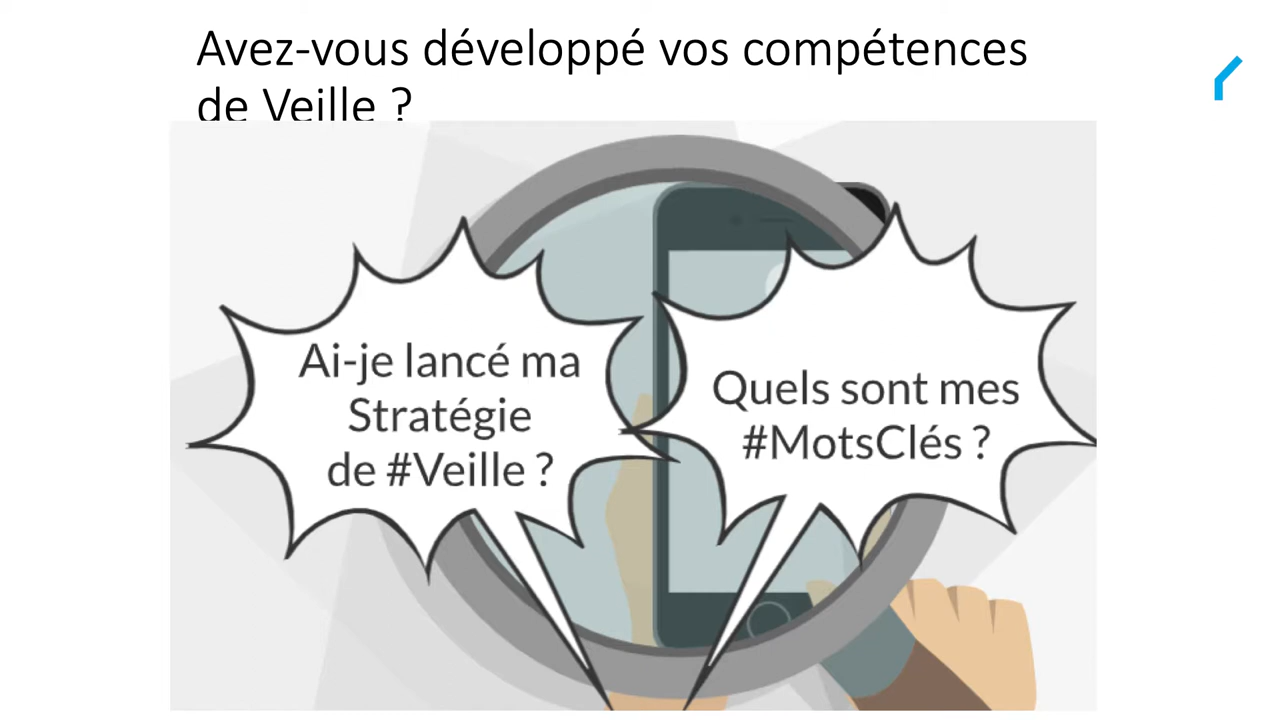 Avez-vous développé vos compétences
de Veille ?
Ai-je lancé ma
Stratégie
de #Veille ?
Quels sont mes
#MotsClés ?